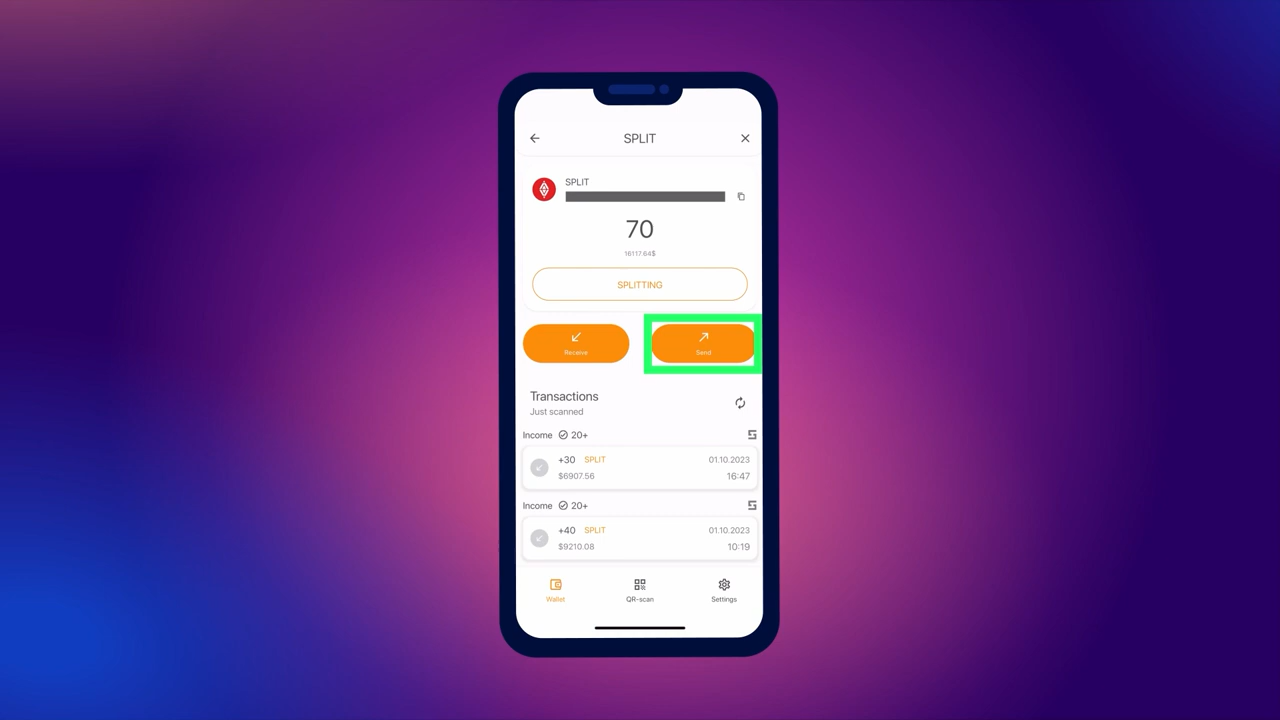 SPLIT
SPLIT
70
16117.64$
SPLITTING
Receive
Send
Transactions
Just scanned
Income 20+
+30 SPLIT 01.10.2023
$6907.56 16:47
Income 20+
+40 SPLIT 01.10.2023
$9210.08 10:19
Wallet QR-scan Settings